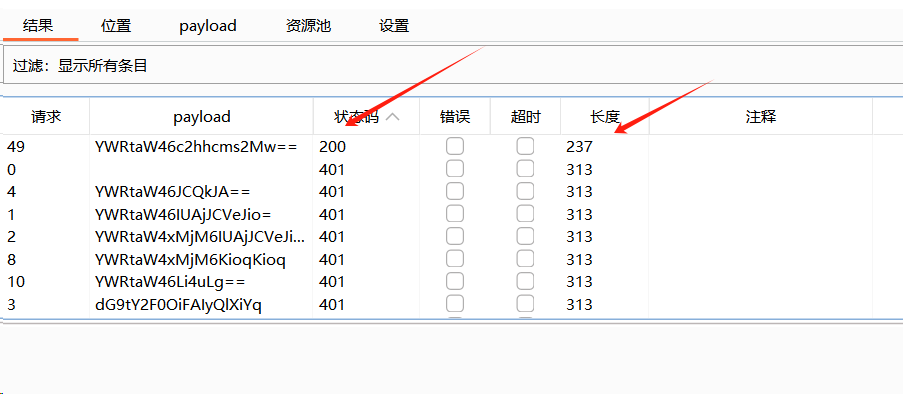 结果 位置 payload 资源池 设置
过滤：显示所有条目
请求 payload 状态码 错误 超时 长度 注释
49 YWRtaW46c2hhcms2Mw== 200 237
0 401 313
4 YWRtaW46JCQkJA== 401 313
1 YWRtaW46IUAjJCVeJio= 401 313
2 YWRtaW4xMjM6IUAjJCVeJi... 401 313
8 YWRtaW4xMjM6KioqKioq 401 313
10 YWRtaW46Li4uLg== 401 313
3 dG9tY2F0OiFAIyQlXiYq 401 313